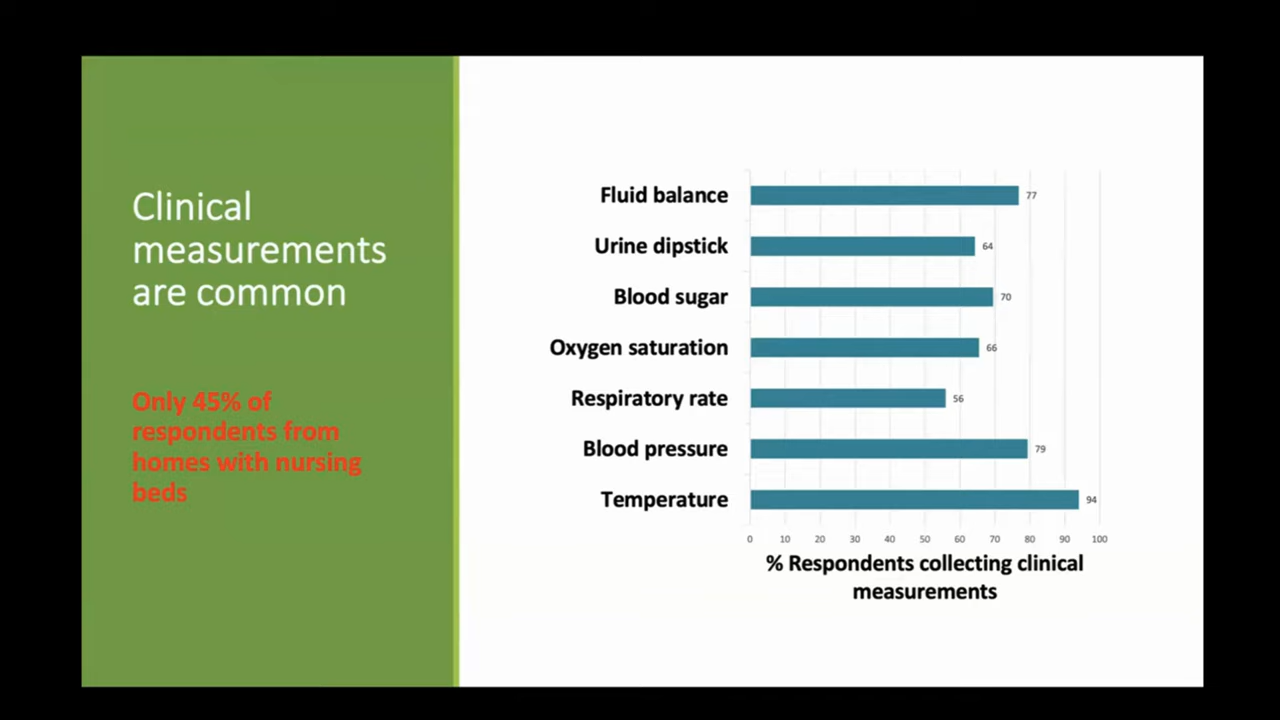 Clinical
measurements
are common
Only 45% of
respondents from
homes with nursing
beds
Fluid balance 77
Urine dipstick 64
Blood sugar 70
Oxygen saturation 66
Respiratory rate 56
Blood pressure 79
Temperature 94
0 10 20 30 40 50 60 70 80 90 100
% Respondents collecting clinical
measurements